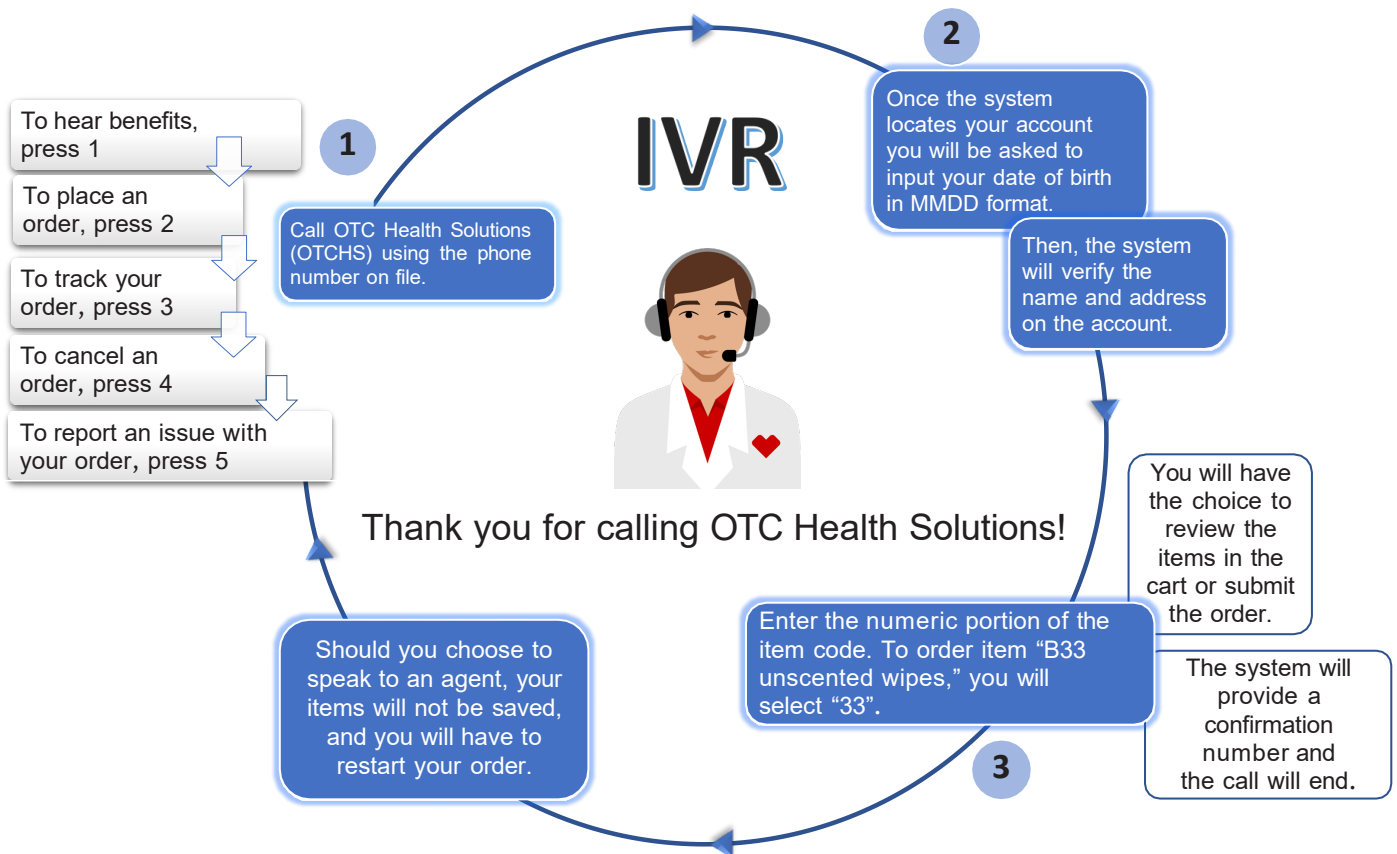 IVR
1
Call OTC Health Solutions
(OTCHS) using the phone
number on file.
To hear benefits,
press 1
To place an
order, press 2
To track your
order, press 3
To cancel an
order, press 4
To report an issue with
your order, press 5
2
Once the system
locates your account
you will be asked to
input your date of birth
in MMDD format.
Then, the system
will verify the
name and address
on the account.
Thank you for calling OTC Health Solutions!
3
Enter the numeric portion of the
item code. To order item “B33
unscented wipes,” you will
select “33”.
You will have
the choice to
review the
items in the
cart or submit
the order.
The system will
provide a
confirmation
number and
the call will end.
Should you choose to
speak to an agent, your
items will not be saved,
and you will have to
restart your order.